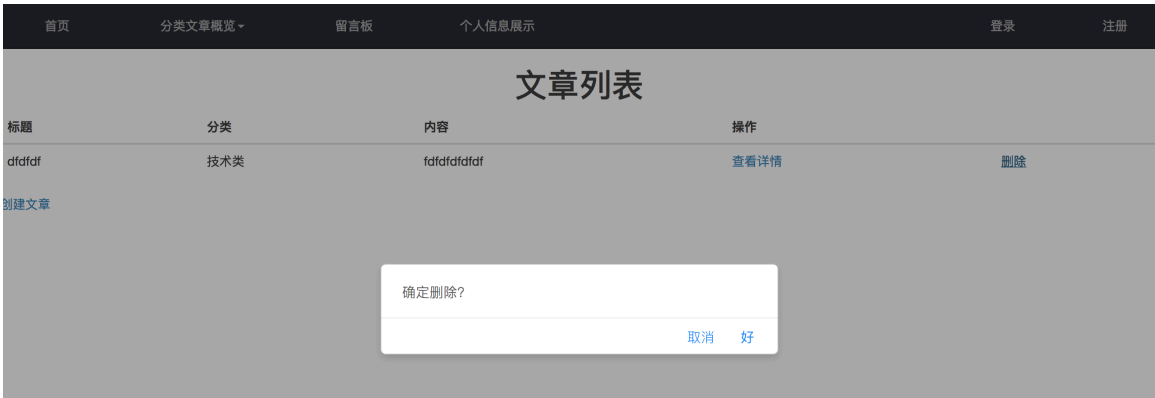 首页 分类文章概览 留言板 个人信息展示 登录 注册
文章列表
标题 分类 内容 操作
dfdfdf 技术类 fdfdfdfdfdf 查看详情 删除
创建文章
确定删除?
取消 好